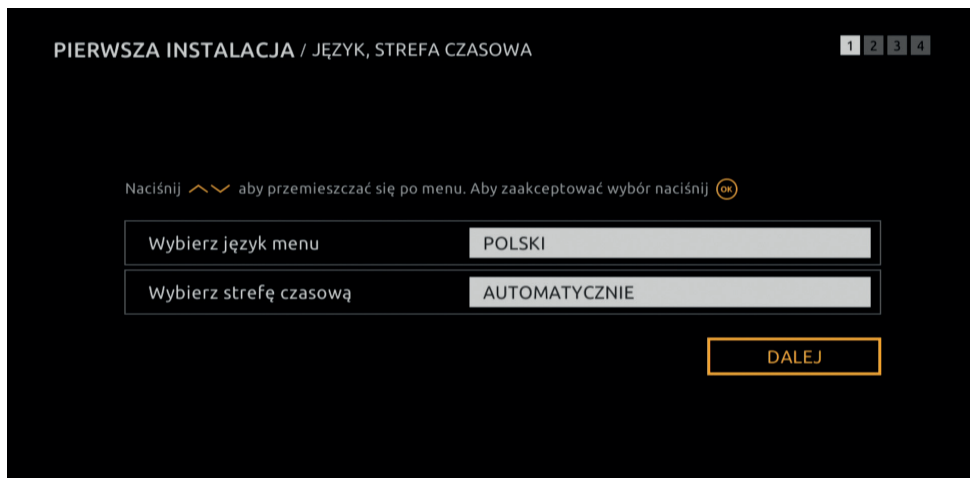 PIERWSZA INSTALACJA / JĘZYK, STREFA CZASOWA
1 2 3 4
Naciśnij aby przemieszczać się po menu. Aby zaakceptować wybór naciśnij OK
Wybierz język menu POLSKI
Wybierz strefę czasową AUTOMATYCZNIE
DALEJ